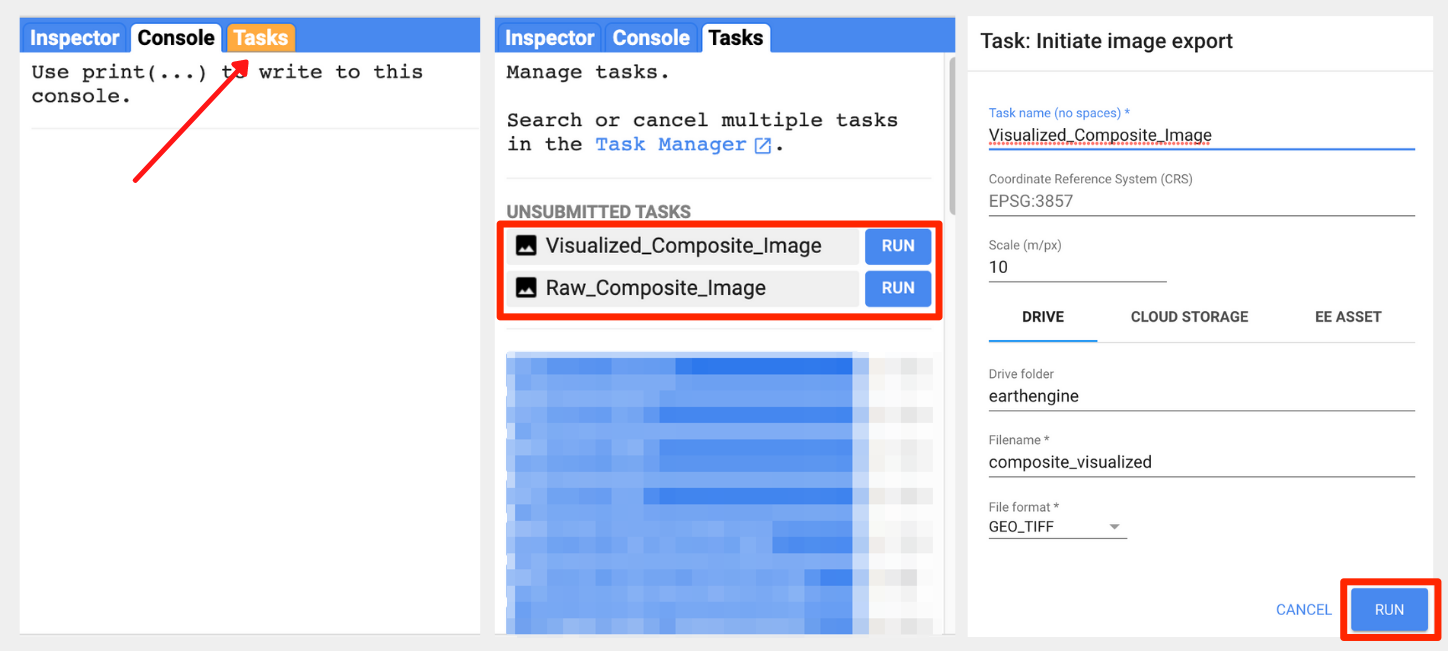 Inspector Console Tasks
Use print(...) to write to this
console.
Inspector Console Tasks
Manage tasks.
Search or cancel multiple tasks
in the Task Manager.
UNSUBMITTED TASKS
Visualized_Composite_Image RUN
Raw_Composite_Image RUN
Task: Initiate image export
Task name (no spaces) *
Visualized_Composite_Image
Coordinate Reference System (CRS)
EPSG:3857
Scale (m/px)
10
DRIVE CLOUD STORAGE EE ASSET
Drive folder
earthengine
Filename *
composite_visualized
File format *
GEO_TIFF
CANCEL RUN